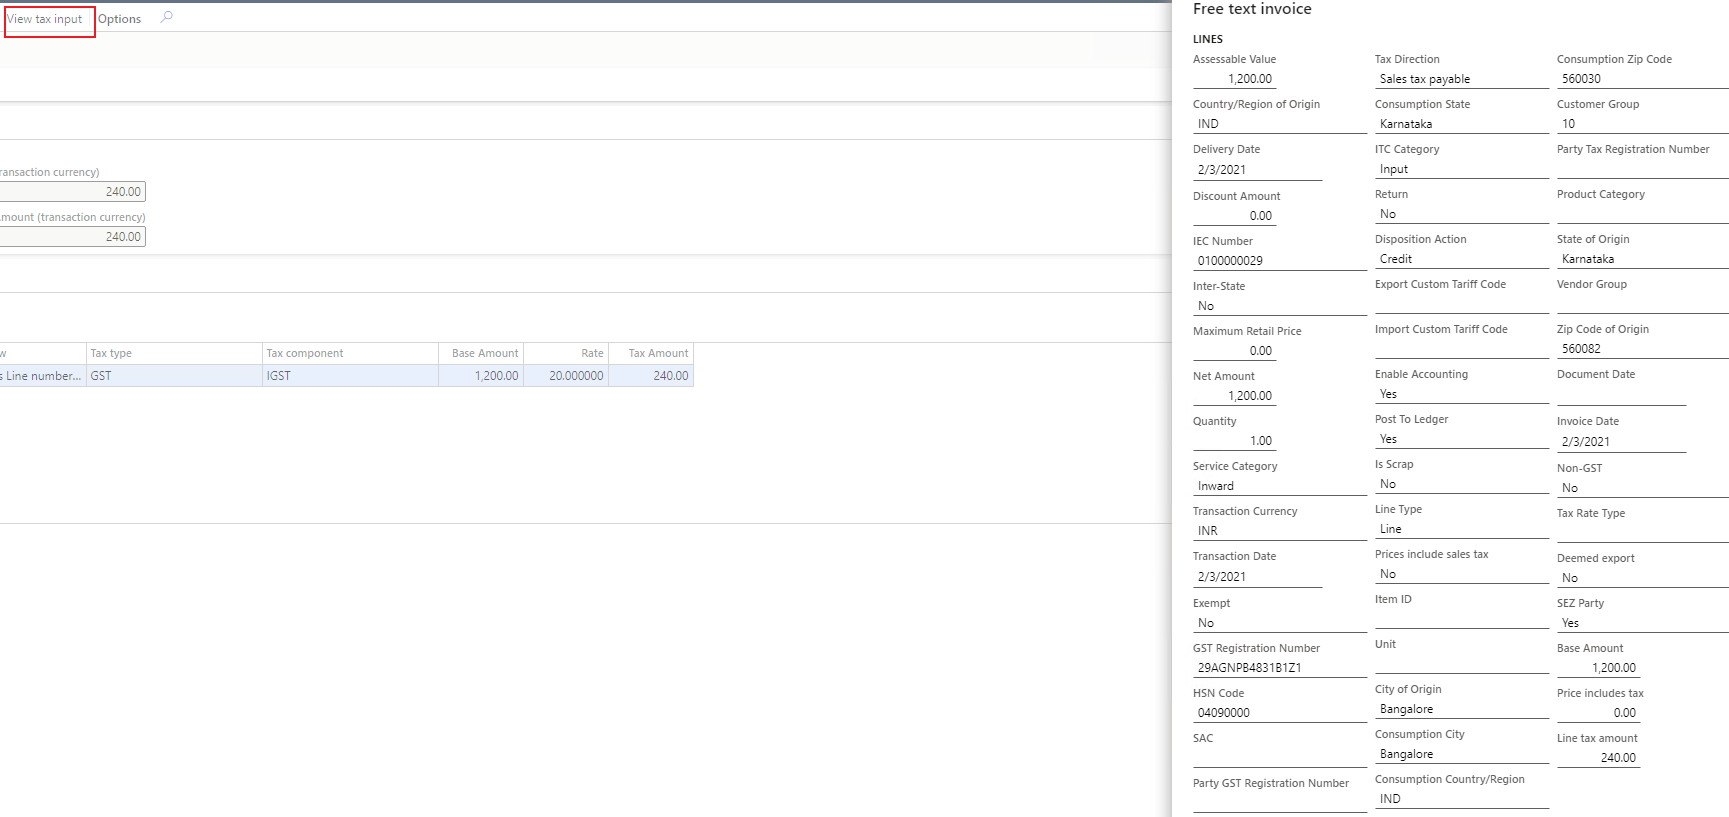 View tax input
Options
ransaction currency)
240.00
mount (transaction currency)
240.00
w Tax type Tax component Base Amount Rate Tax Amount
s Line number... GST IGST 1,200.00 20.000000 240.00
Free text invoice
LINES
Assessable Value
1,200.00
Country/Region of Origin
IND
Delivery Date
2/3/2021
Discount Amount
0.00
IEC Number
0100000029
Inter-State
No
Maximum Retail Price
0.00
Net Amount
1,200.00
Quantity
1.00
Service Category
Inward
Transaction Currency
INR
Transaction Date
2/3/2021
Exempt
No
GST Registration Number
29AGNPB4831B1Z1
HSN Code
04090000
SAC
Party GST Registration Number
Tax Direction
Sales tax payable
Consumption State
Karnataka
ITC Category
Input
Return
No
Disposition Action
Credit
Export Custom Tariff Code
Import Custom Tariff Code
Enable Accounting
Yes
Post To Ledger
Yes
Is Scrap
No
Line Type
Line
Prices include sales tax
No
Item ID
Unit
City of Origin
Bangalore
Consumption City
Bangalore
Consumption Country/Region
IND
Consumption Zip Code
560030
Customer Group
10
Party Tax Registration Number
Product Category
State of Origin
Karnataka
Vendor Group
Zip Code of Origin
560082
Document Date
Invoice Date
2/3/2021
Non-GST
No
Tax Rate Type
Deemed export
No
SEZ Party
Yes
Base Amount
1,200.00
Price includes tax
0.00
Line tax amount
240.00